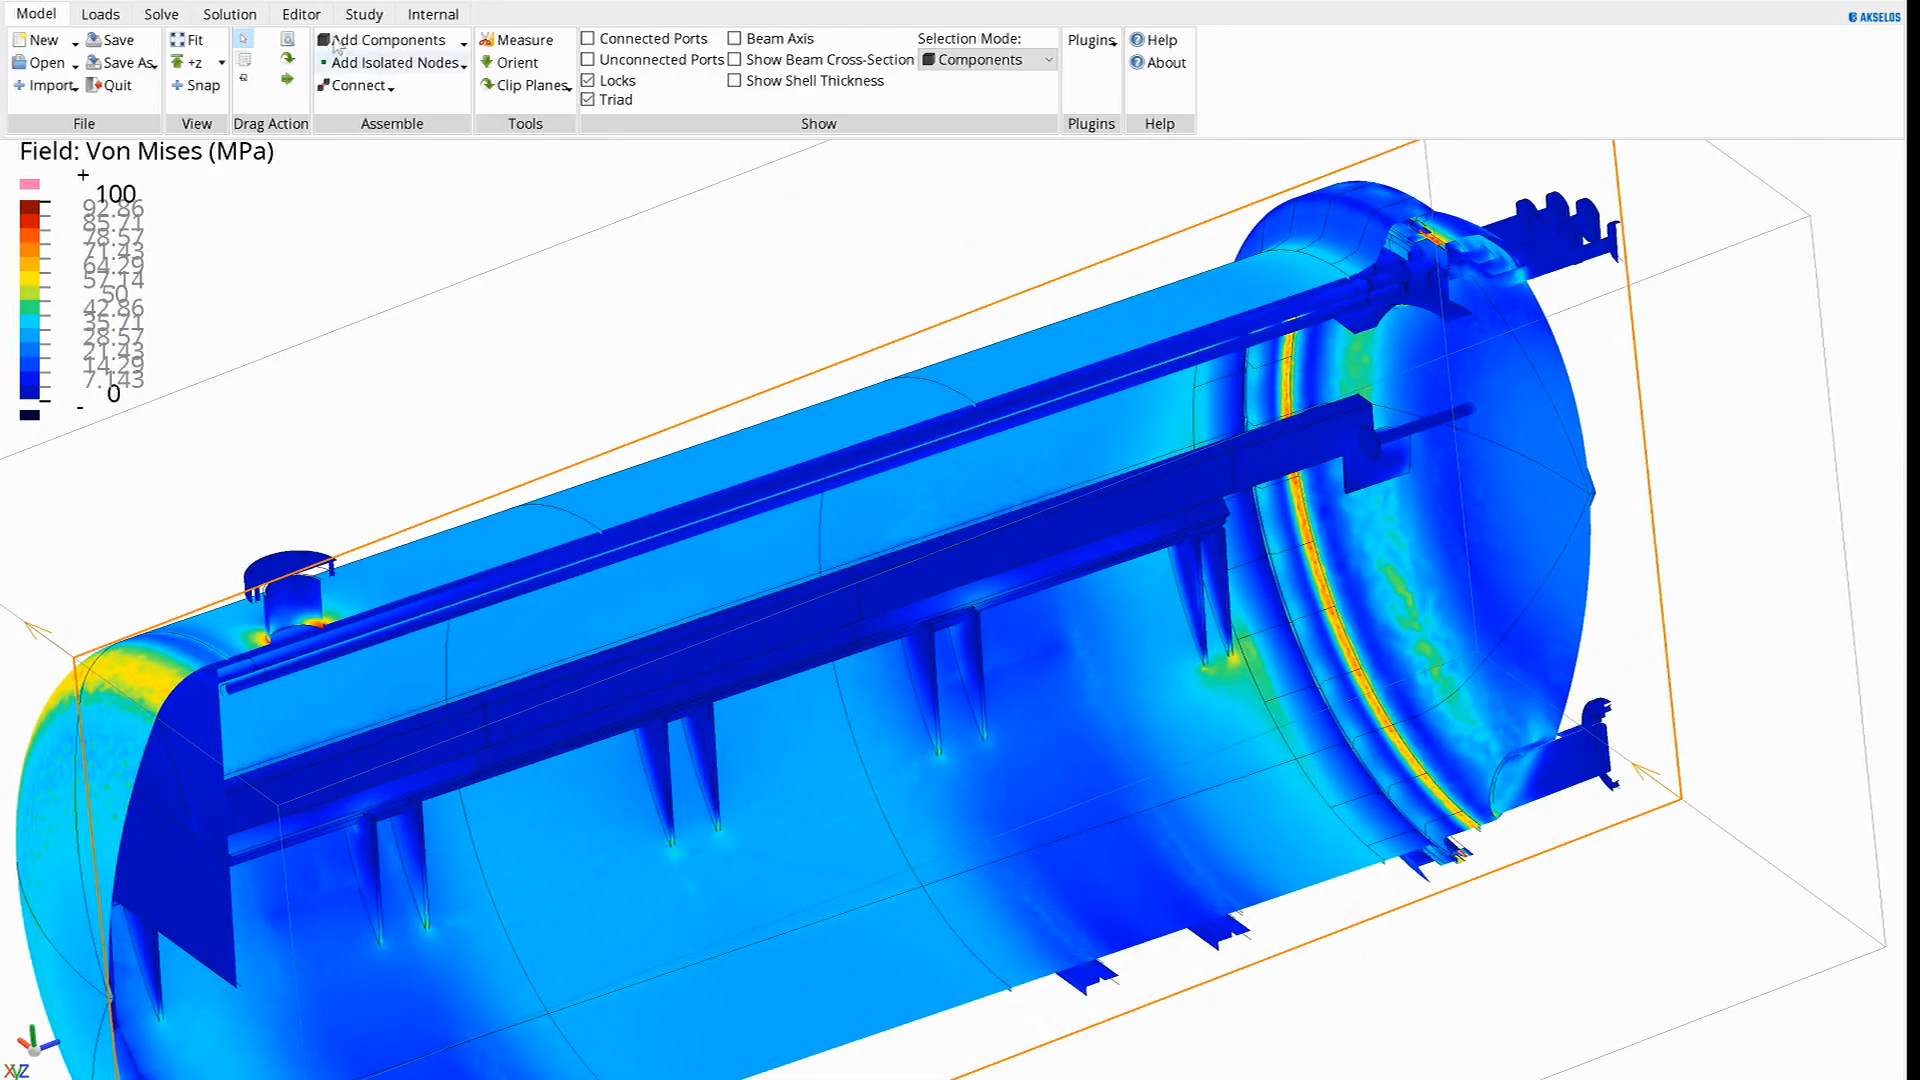 Model Loads Solve Solution Editor Study Internal
AKSELOS
New Save Fit Add Components Measure Connected Ports Beam Axis Selection Mode: Plugins Help
Open Save As +z Add Isolated Nodes Orient Unconnected Ports Show Beam Cross-Section Components About
Import Quit Snap Connect Clip Planes Locks Show Shell Thickness
Triad
File View Drag Action Assemble Tools Show Plugins Help
Field: Von Mises (MPa)
+
100
92.86
85.71
78.57
71.43
64.29
57.14
50
42.86
35.71
28.57
21.43
14.29
7.143
0
-
XYZ